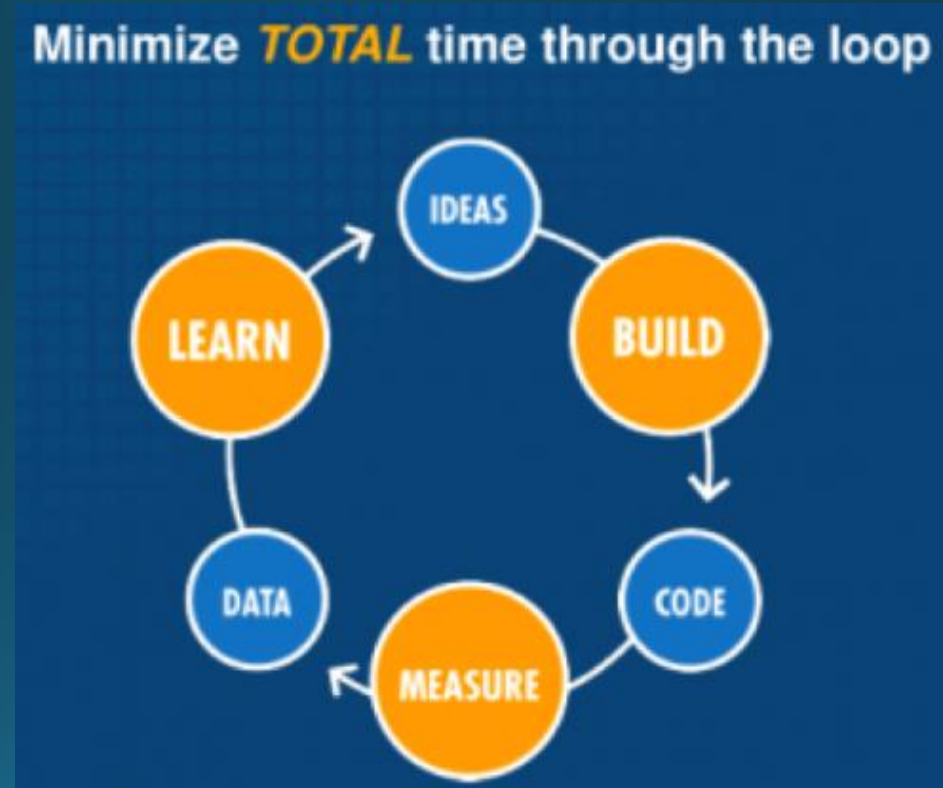 Minimize TOTAL time through the loop
IDEAS
BUILD
CODE
MEASURE
DATA
LEARN